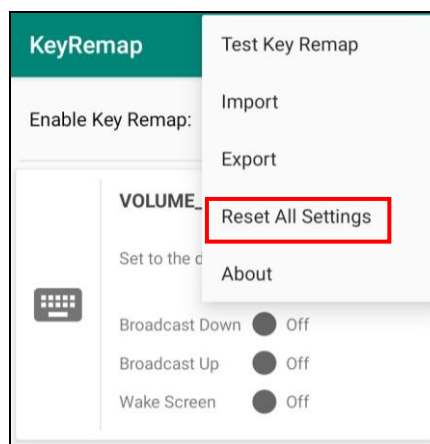 KeyRemap
Test Key Remap
Import
Enable Key Remap:
Export
VOLUME_
Reset All Settings
Set to the d
About
Broadcast Down Off
Broadcast Up Off
Wake Screen Off